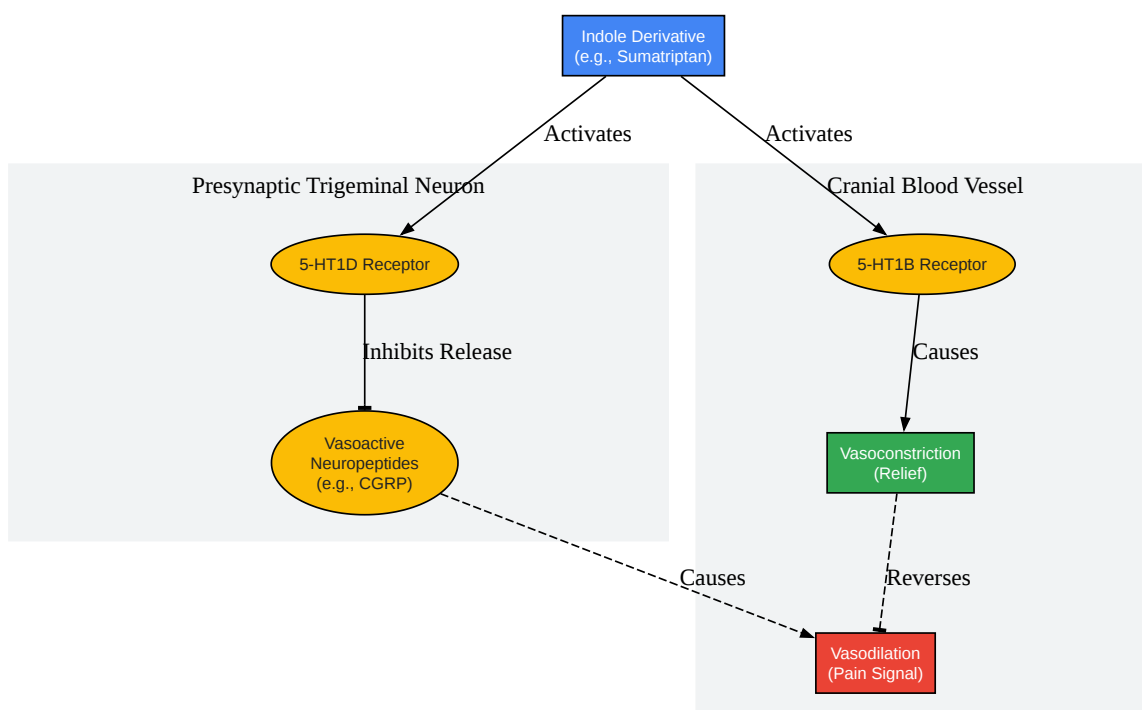 Indole Derivative
(e.g., Sumatriptan)
Activates
Activates
Presynaptic Trigeminal Neuron
Cranial Blood Vessel
5-HT1D Receptor
5-HT1B Receptor
Inhibits Release
Causes
Vasoactive
Neuropeptides
(e.g., CGRP)
Vasoconstriction
(Relief)
Causes
Reverses
Vasodilation
(Pain Signal)